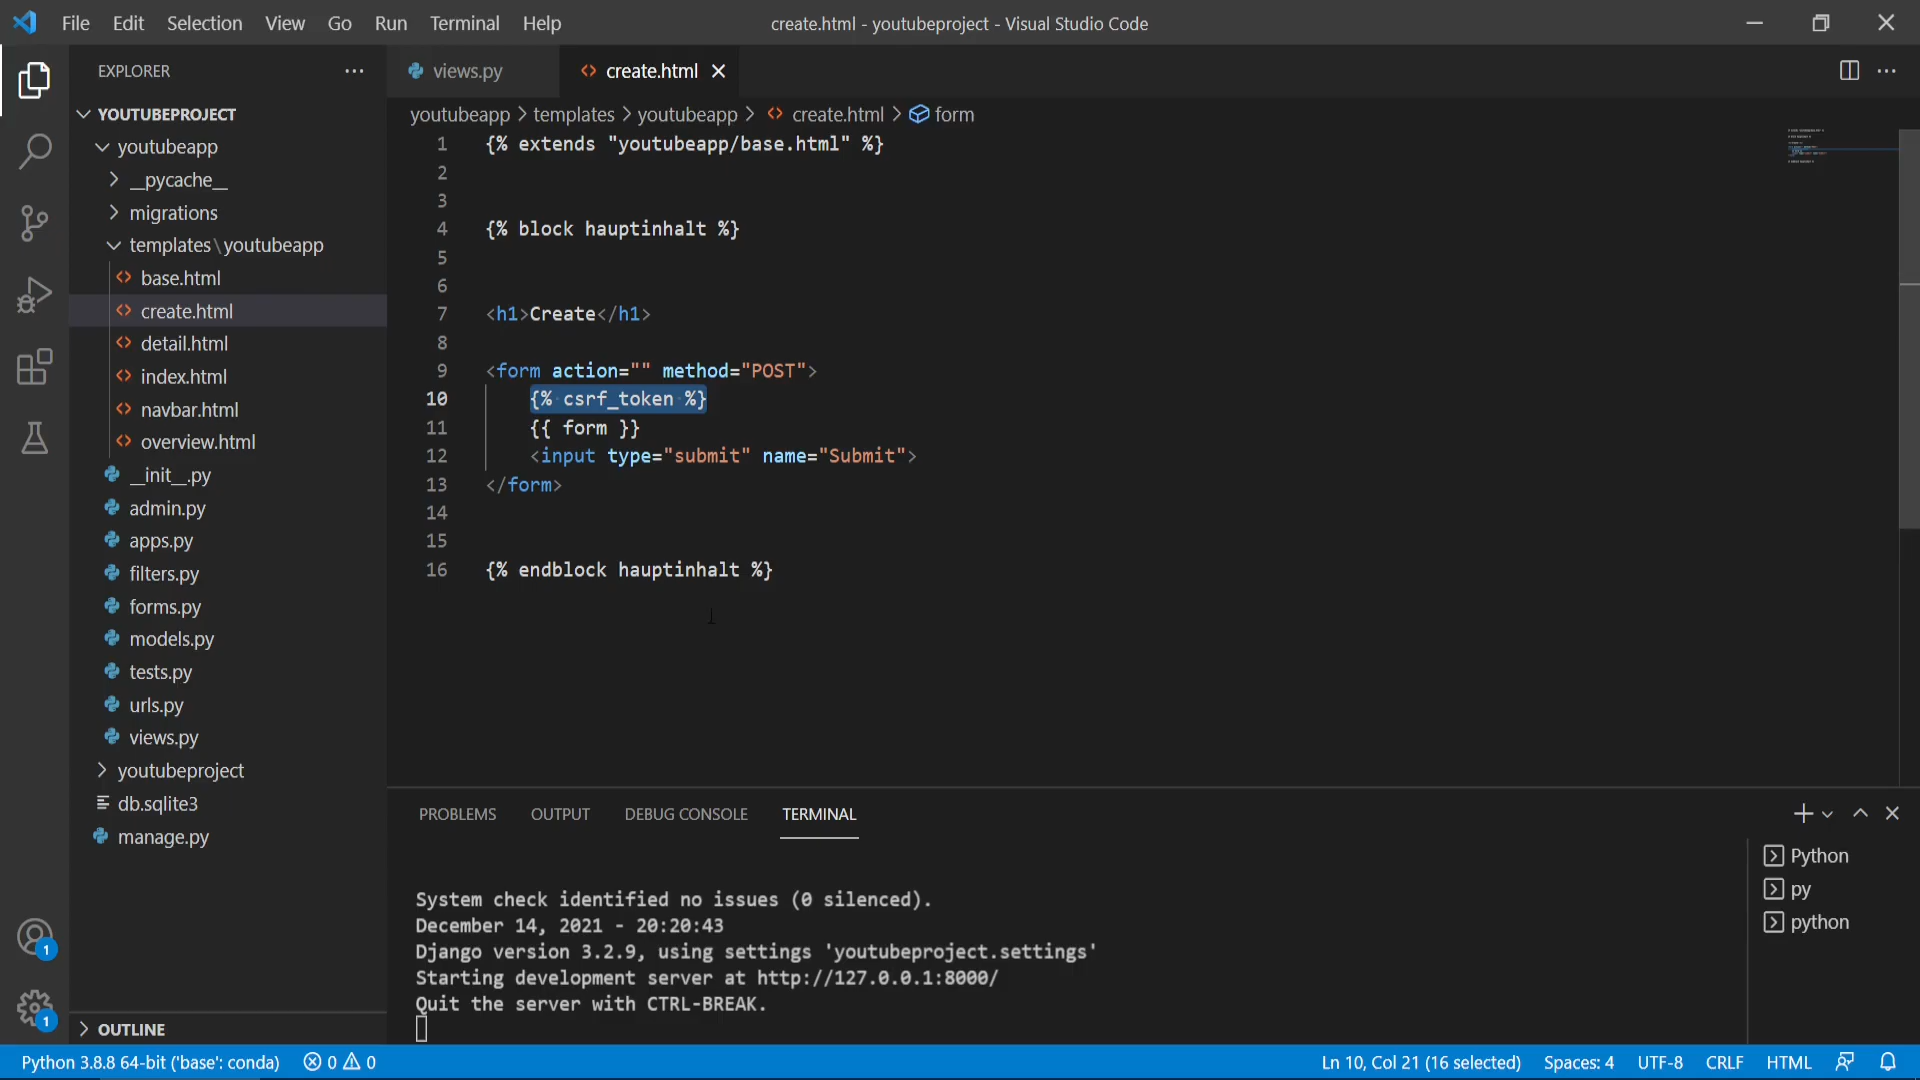 File Edit Selection View Go Run Terminal Help
create.html - youtubeproject - Visual Studio Code
EXPLORER
views.py
create.html
YOUTUBEPROJECT
youtubeapp
__pycache__
migrations
templates\youtubeapp
base.html
create.html
detail.html
index.html
navbar.html
overview.html
__init__.py
admin.py
apps.py
filters.py
forms.py
models.py
tests.py
urls.py
views.py
youtubeproject
db.sqlite3
manage.py
OUTLINE
youtubeapp > templates > youtubeapp > create.html > form
1 {% extends "youtubeapp/base.html" %}
2
3
4 {% block hauptinhalt %}
5
6
7 <h1>Create</h1>
8
9 <form action="" method="POST">
10 {% csrf_token %}
11 {{ form }}
12 <input type="submit" name="Submit">
13 </form>
14
15
16 {% endblock hauptinhalt %}
PROBLEMS OUTPUT DEBUG CONSOLE TERMINAL
System check identified no issues (0 silenced).
December 14, 2021 - 20:20:43
Django version 3.2.9, using settings 'youtubeproject.settings'
Starting development server at http://127.0.0.1:8000/
Quit the server with CTRL-BREAK.
Python
py
python
1
1
Python 3.8.8 64-bit ('base': conda) 0 0
Ln 10, Col 21 (16 selected) Spaces: 4 UTF-8 CRLF HTML